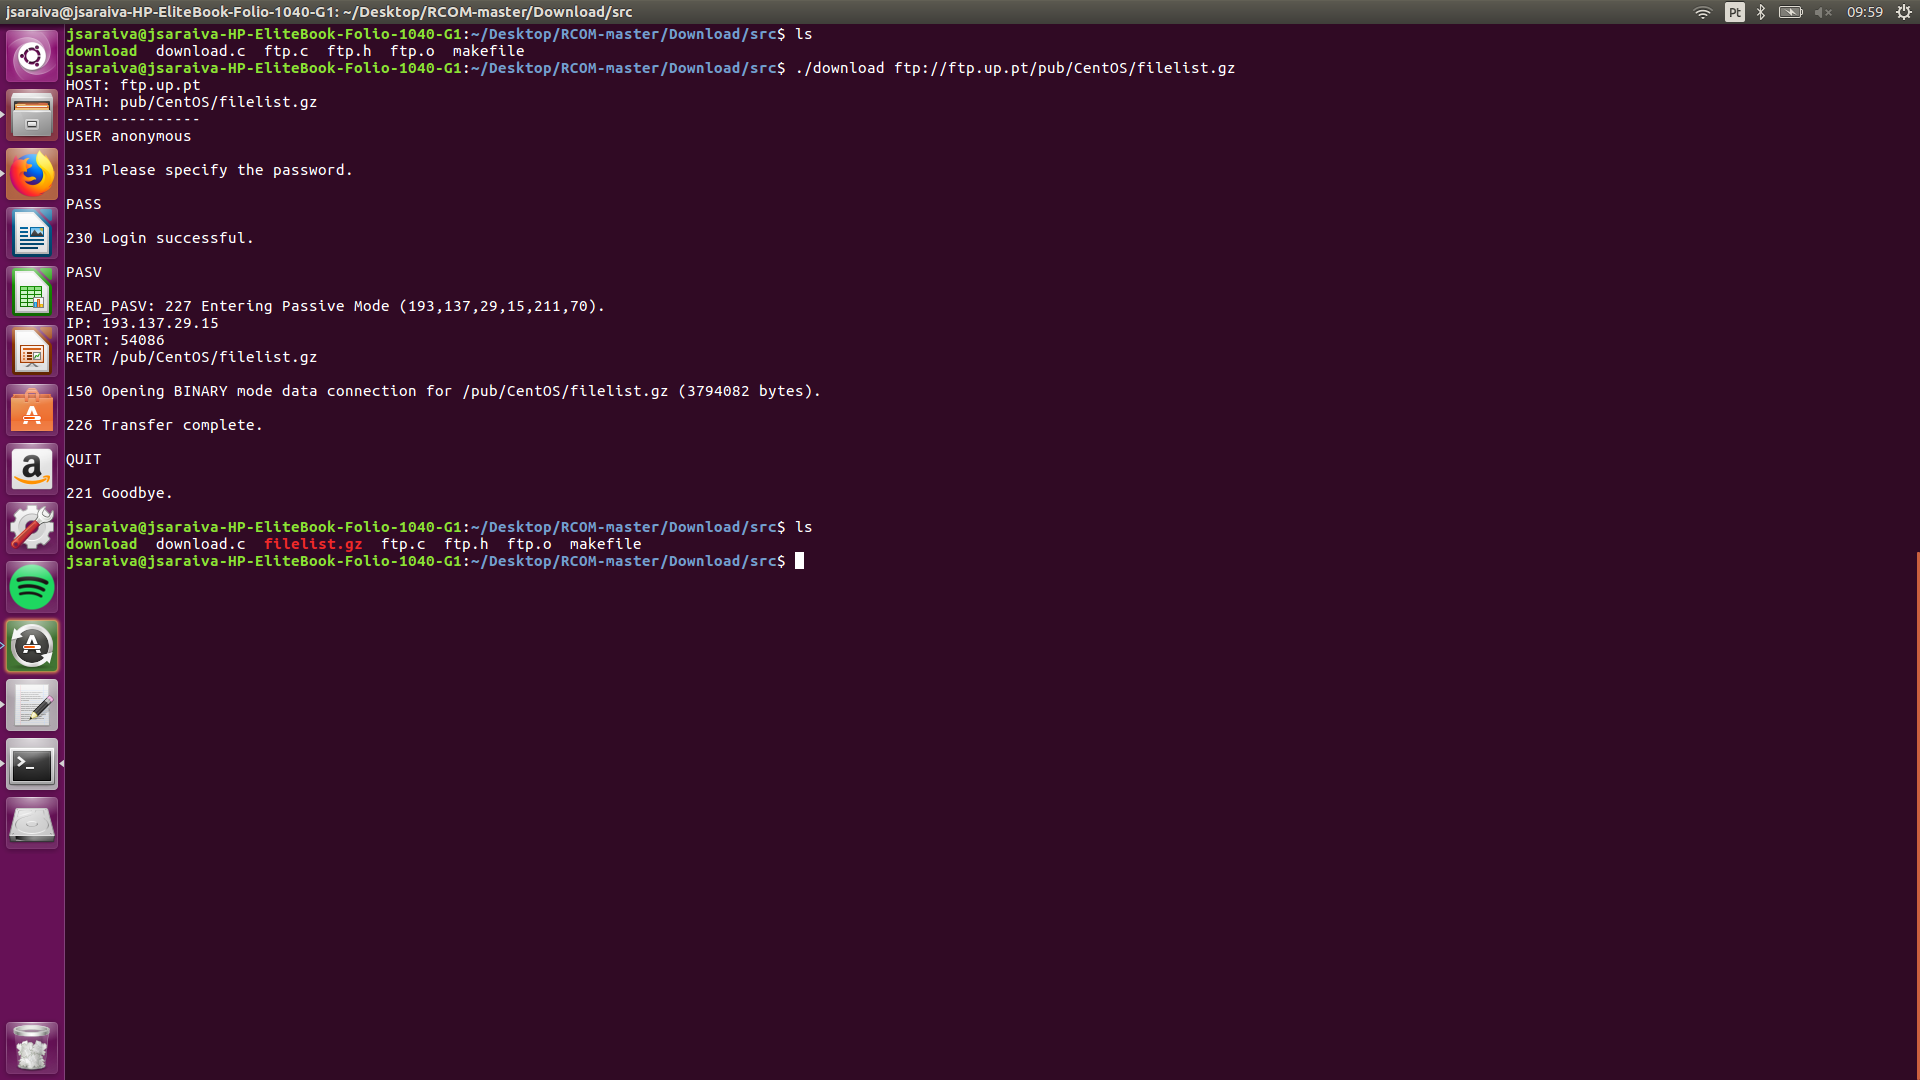 jsaraiva@jsaraiva-HP-EliteBook-Folio-1040-G1: ~/Desktop/RCOM-master/Download/src
Pt
09:59
jsaraiva@jsaraiva-HP-EliteBook-Folio-1040-G1:~/Desktop/RCOM-master/Download/src$ ls
download  download.c  ftp.c  ftp.h  ftp.o  makefile
jsaraiva@jsaraiva-HP-EliteBook-Folio-1040-G1:~/Desktop/RCOM-master/Download/src$ ./download ftp://ftp.up.pt/pub/CentOS/filelist.gz
HOST: ftp.up.pt
PATH: pub/CentOS/filelist.gz
---------------
USER anonymous
331 Please specify the password.
PASS
230 Login successful.
PASV
READ_PASV: 227 Entering Passive Mode (193,137,29,15,211,70).
IP: 193.137.29.15
PORT: 54086
RETR /pub/CentOS/filelist.gz
150 Opening BINARY mode data connection for /pub/CentOS/filelist.gz (3794082 bytes).
226 Transfer complete.
QUIT
221 Goodbye.
jsaraiva@jsaraiva-HP-EliteBook-Folio-1040-G1:~/Desktop/RCOM-master/Download/src$ ls
download  download.c  filelist.gz  ftp.c  ftp.h  ftp.o  makefile
jsaraiva@jsaraiva-HP-EliteBook-Folio-1040-G1:~/Desktop/RCOM-master/Download/src$